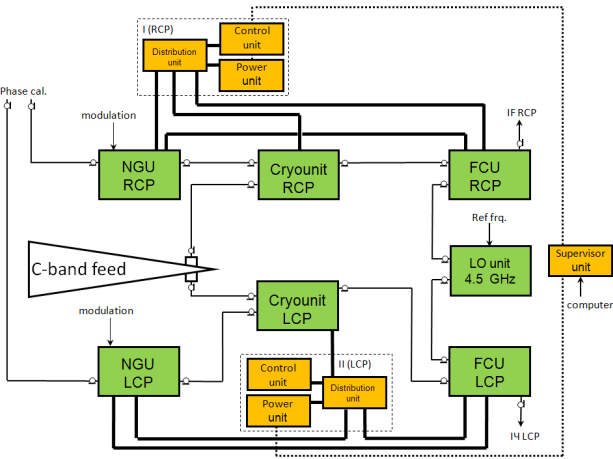 I (RCP)
Control
unit
Distribution
unit
Power
unit
Phase cal.
modulation
IF RCP
NGU
RCP
Cryounit
RCP
FCU
RCP
Ref frq.
C-band feed
LO unit
4.5 GHz
Supervisor
unit
computer
Cryounit
LCP
modulation
NGU
LCP
II (LCP)
Control
unit
Distribution
unit
Power
unit
FCU
LCP
IЧ LCP